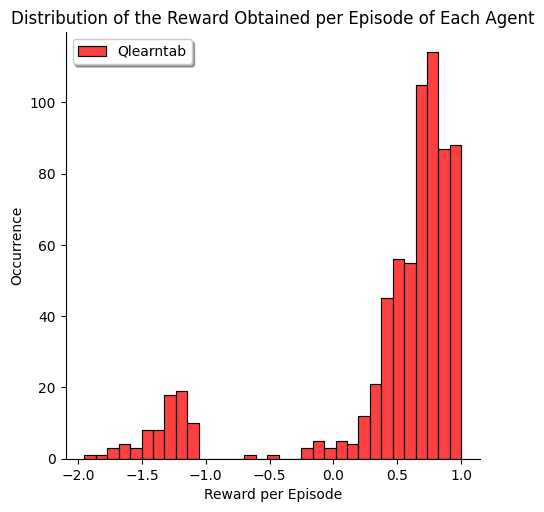 Distribution of the Reward Obtained per Episode of Each Agent
Qlearntab
Occurrence
100
80
60
40
20
0
−2.0 −1.5 −1.0 −0.5 0.0 0.5 1.0
Reward per Episode